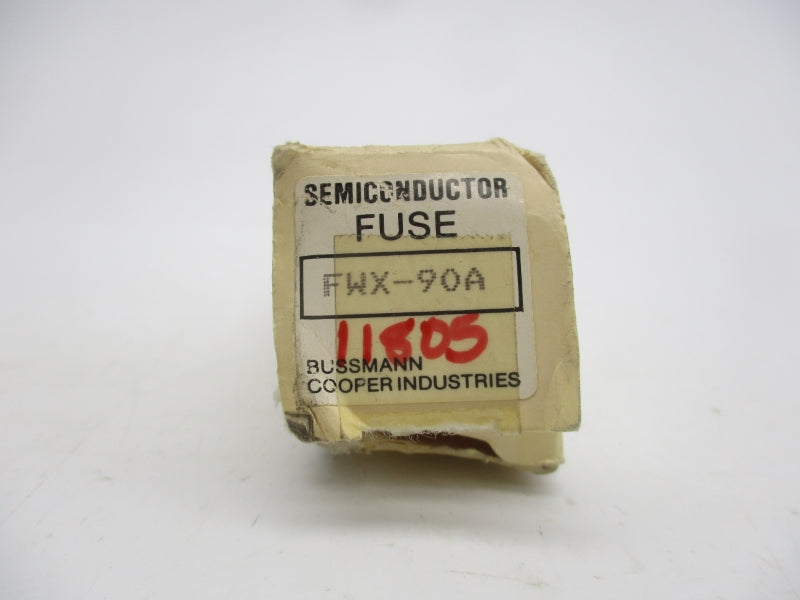 SEMICONDUCTOR
FUSE
FWX-90A
11805
BUSSMANN
COOPER INDUSTRIES